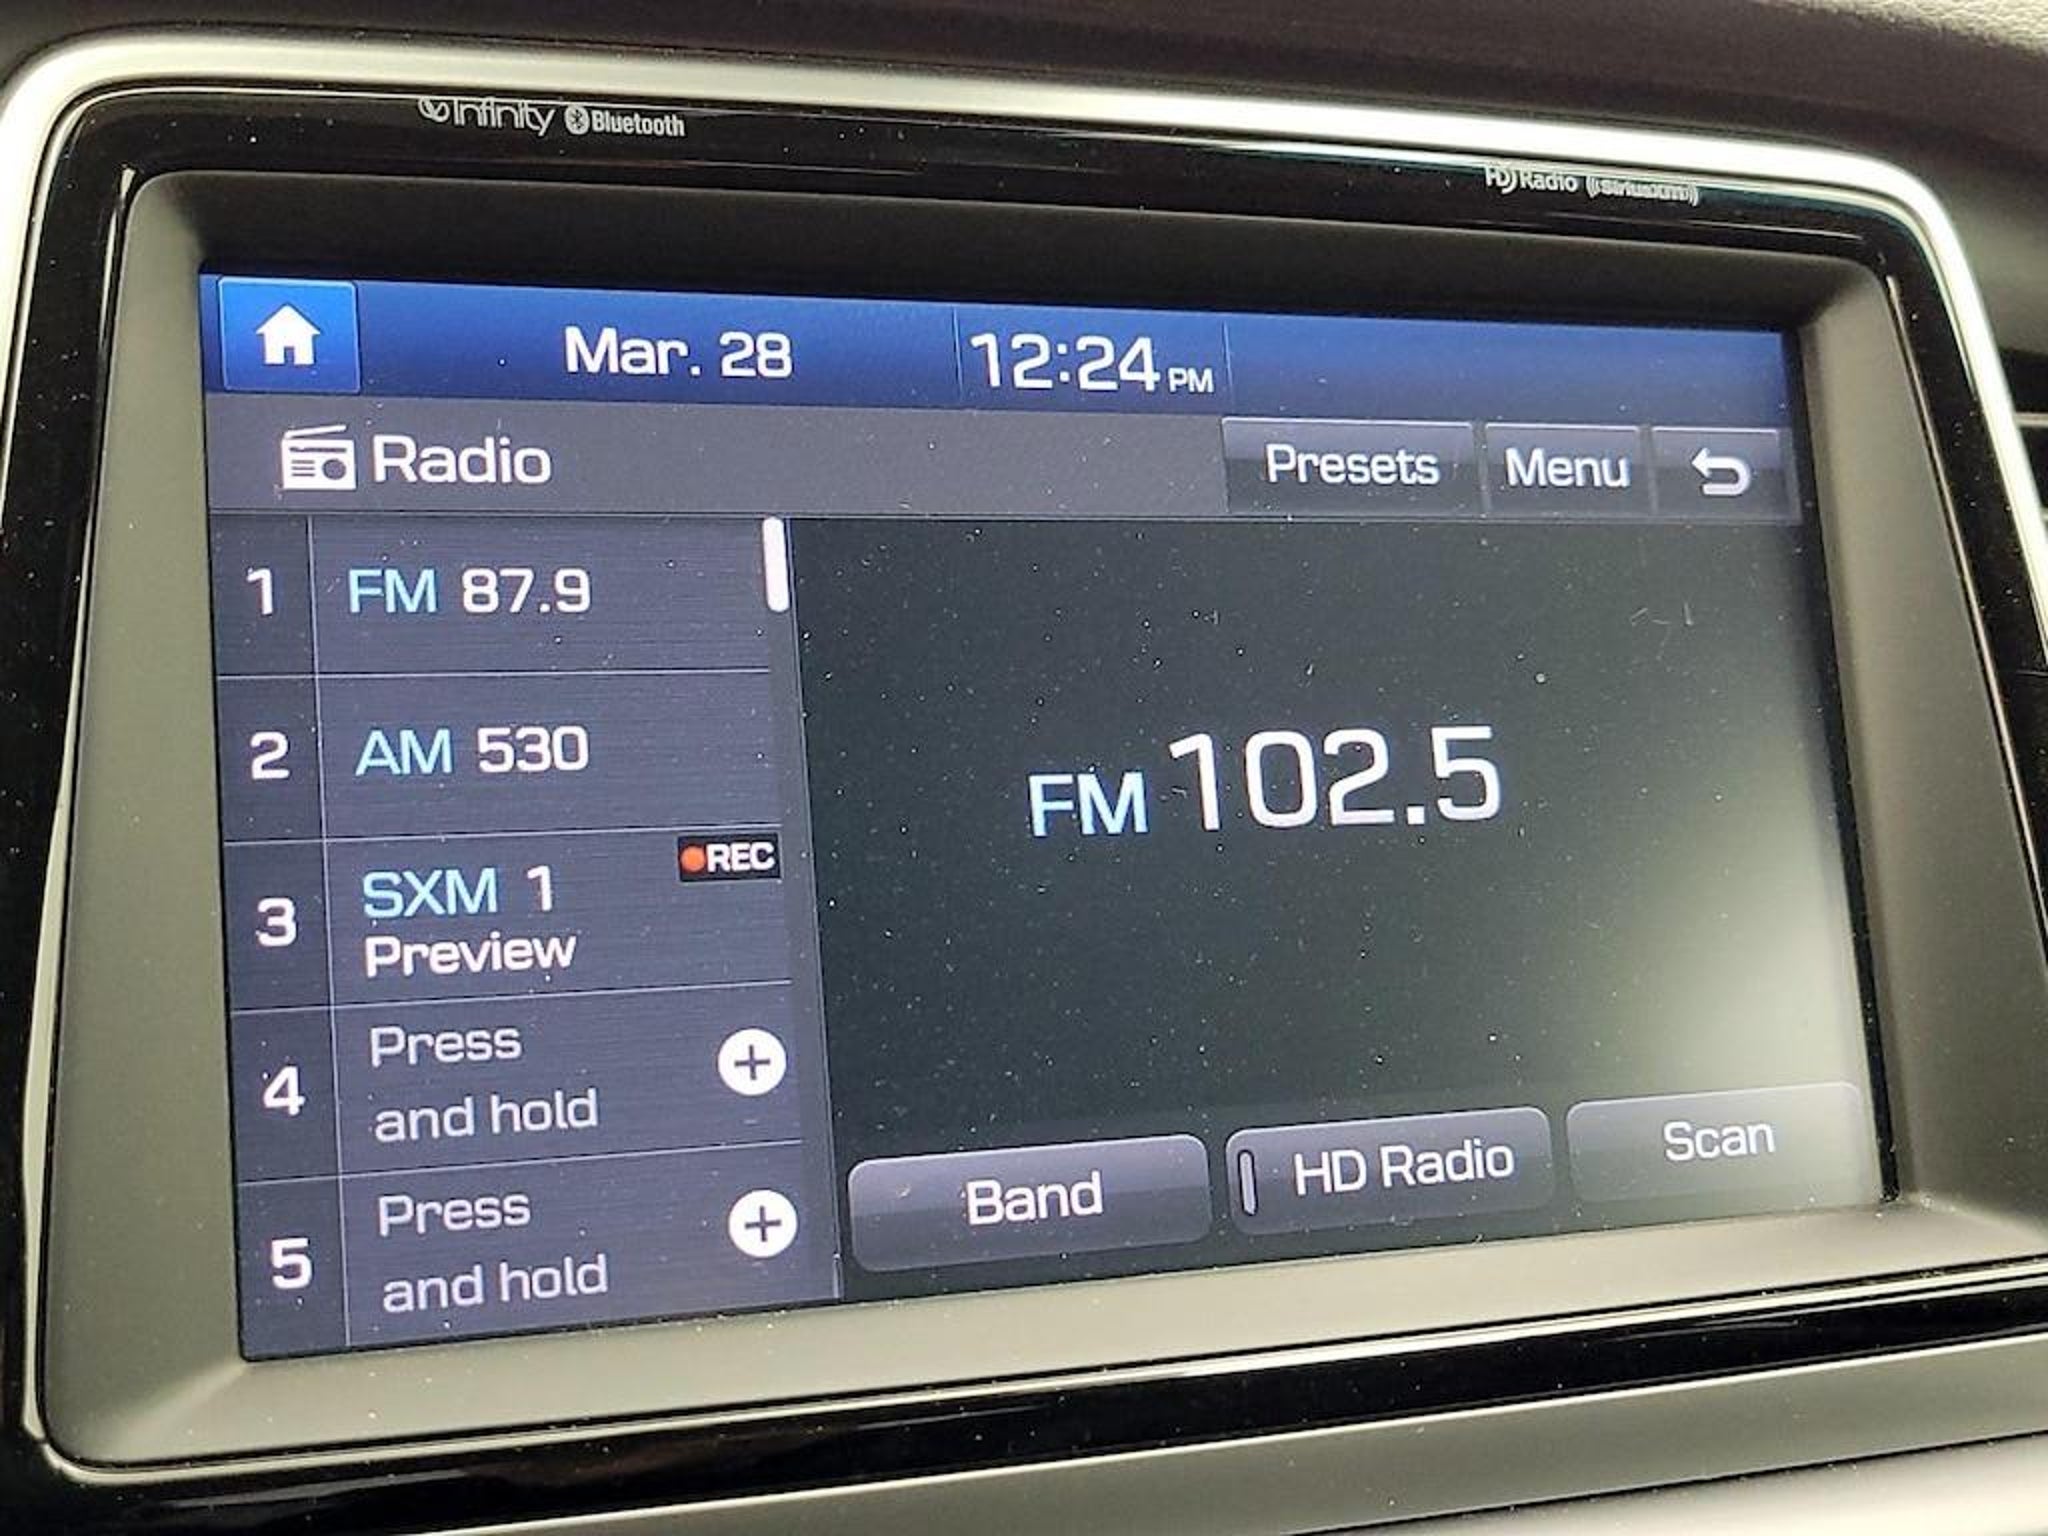 Infinity Bluetooth
HD Radio ((SiriusXM))
Mar. 28 12:24 PM
Radio Presets Menu
1 FM 87.9
2 AM 530
3 SXM 1 REC
Preview
FM 102.5
4 Press
and hold
5 Press
and hold
Band HD Radio Scan